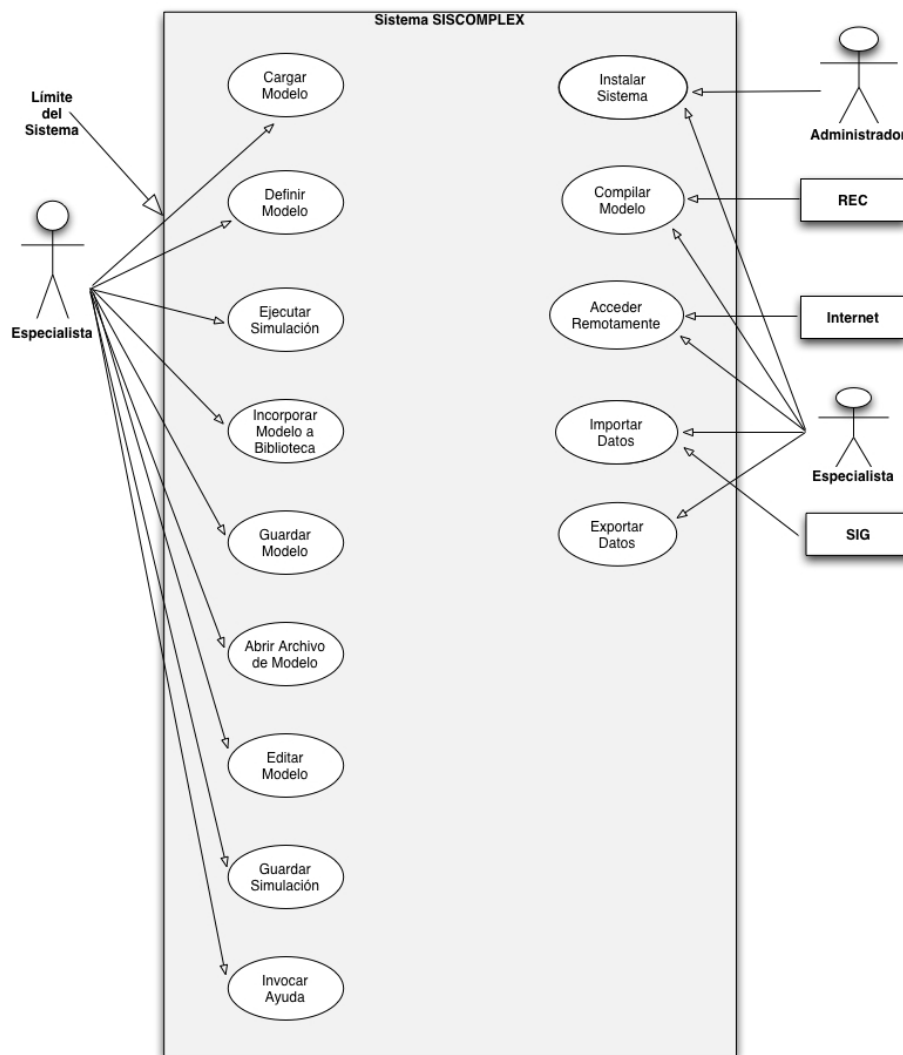 Sistema SISCOMPLEX
Límite
del
Sistema
Especialista
Cargar
Modelo
Definir
Modelo
Ejecutar
Simulación
Incorporar
Modelo a
Biblioteca
Guardar
Modelo
Abrir Archivo
de Modelo
Editar
Modelo
Guardar
Simulación
Invocar
Ayuda
Instalar
Sistema
Compilar
Modelo
Acceder
Remotamente
Importar
Datos
Exportar
Datos
Administrador
REC
Internet
Especialista
SIG